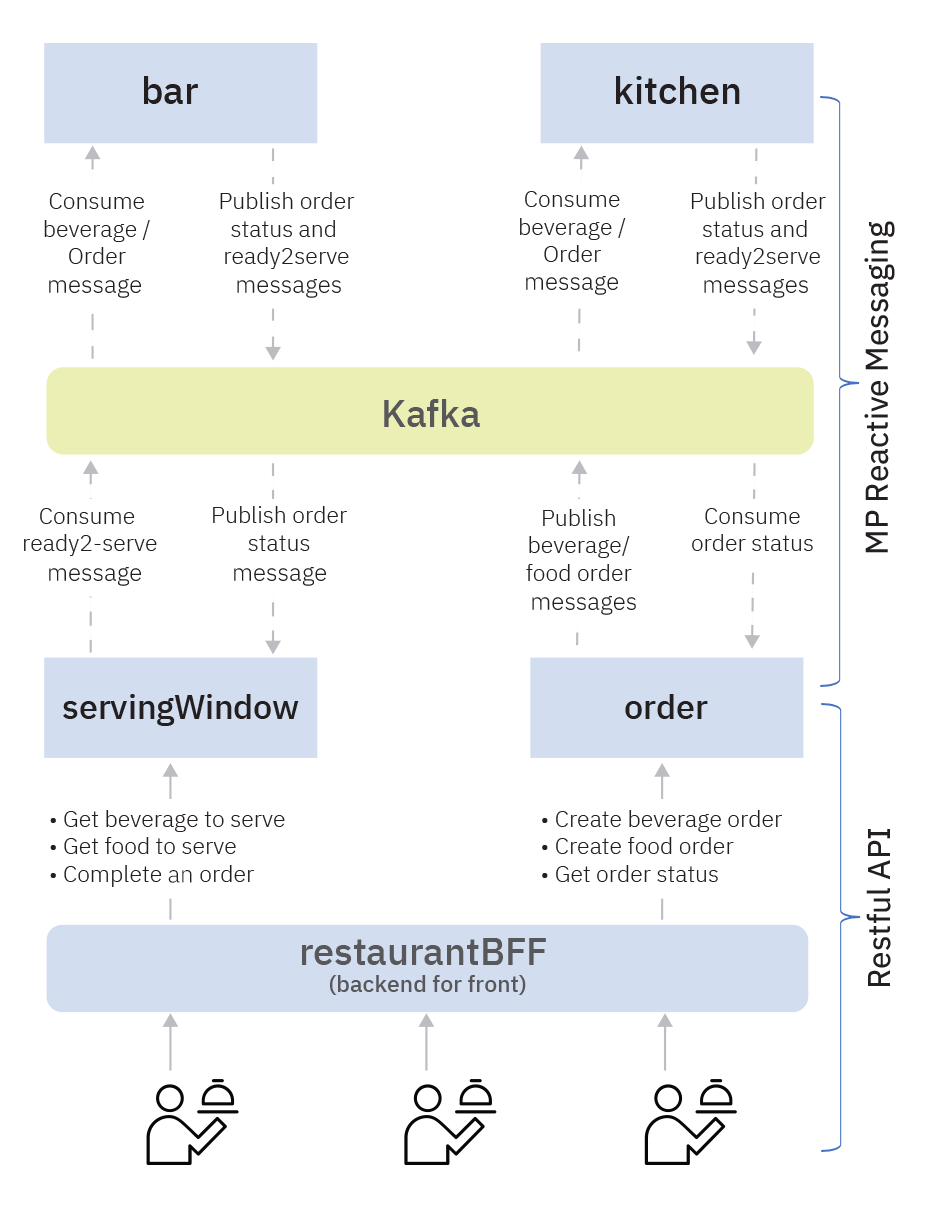 bar
kitchen
Consume
beverage /
Order
message
Publish order
status and
ready2serve
messages
Consume
beverage /
Order
message
Publish order
status and
ready2serve
messages
MP Reactive Messaging
Kafka
Consume
ready2-serve
message
Publish order
status
message
Publish
beverage/
food order
messages
Consume
order status
servingWindow
order
• Get beverage to serve
• Get food to serve
• Complete an order
• Create beverage order
• Create food order
• Get order status
Restful API
restaurantBFF
(backend for front)